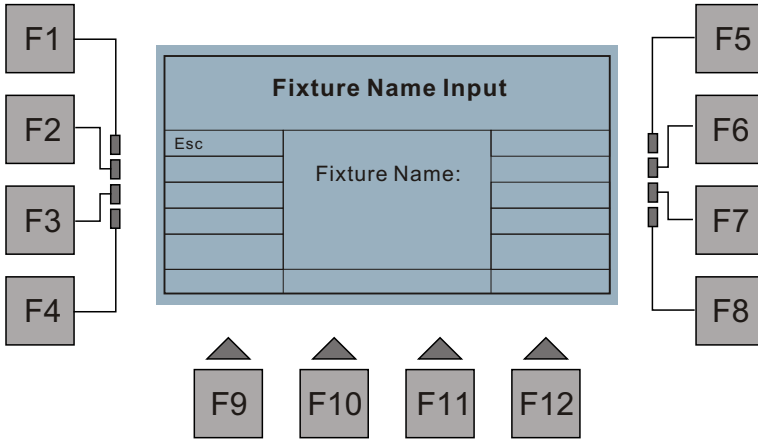 F1
F5
Fixture Name Input
F2
F6
Esc
Fixture Name:
F3
F7
F4
F8
F9 F10 F11 F12